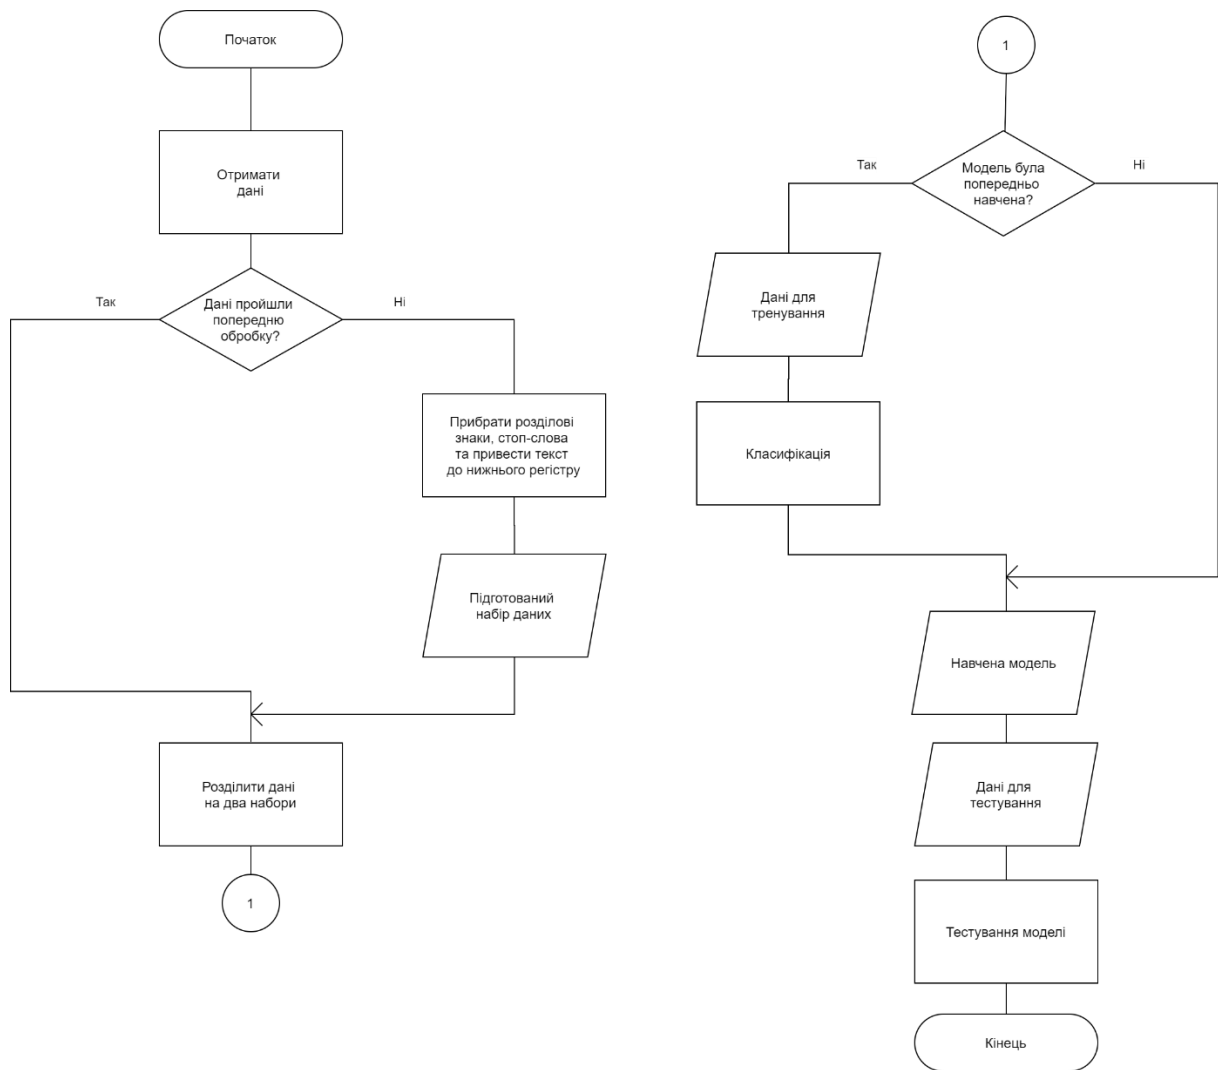 Початок
Отримати
дані
Дані пройшли
попередню
обробку?
Так
Ні
Прибрати розділові
знаки, стоп-слова
та привести текст
до нижнього регістру
Підготований
набір даних
Розділити дані
на два набори
1
1
Модель була
попередньо
навчена?
Так
Ні
Дані для
тренування
Класифікація
Навчена модель
Дані для
тестування
Тестування моделі
Кінець